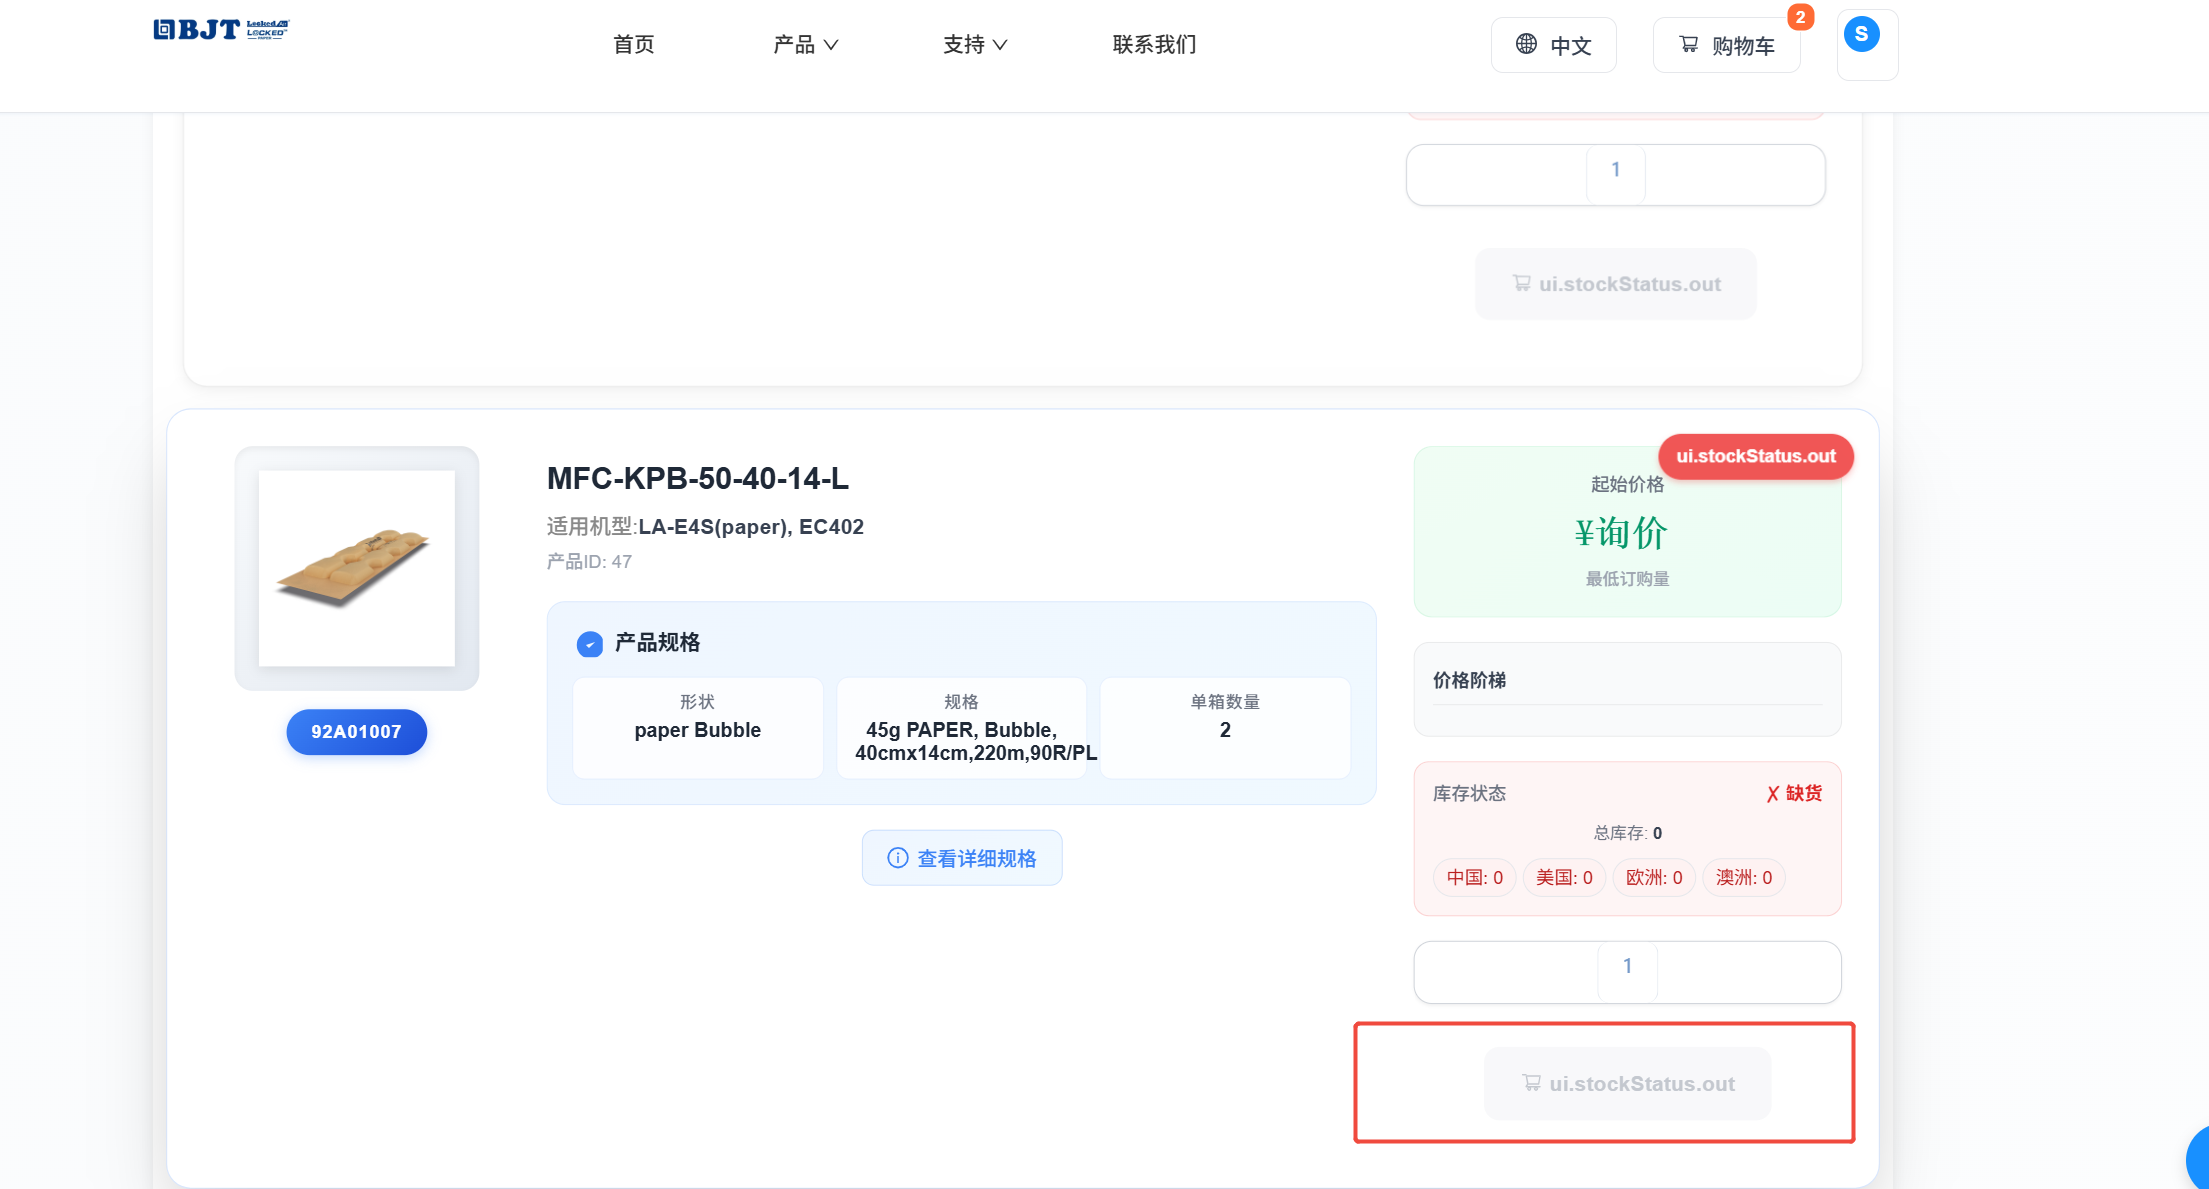 BJT
LOCKED
首页
产品
支持
联系我们
中文
购物车
2
S
1
ui.stockStatus.out
MFC-KPB-50-40-14-L
适用机型:LA-E4S(paper), EC402
产品ID: 47
92A01007
产品规格
形状
paper Bubble
规格
45g PAPER, Bubble,
40cmx14cm,220m,90R/PL
单箱数量
2
查看详细规格
ui.stockStatus.out
起始价格
¥询价
最低订购量
价格阶梯
库存状态
✗ 缺货
总库存: 0
中国: 0
美国: 0
欧洲: 0
澳洲: 0
1
ui.stockStatus.out